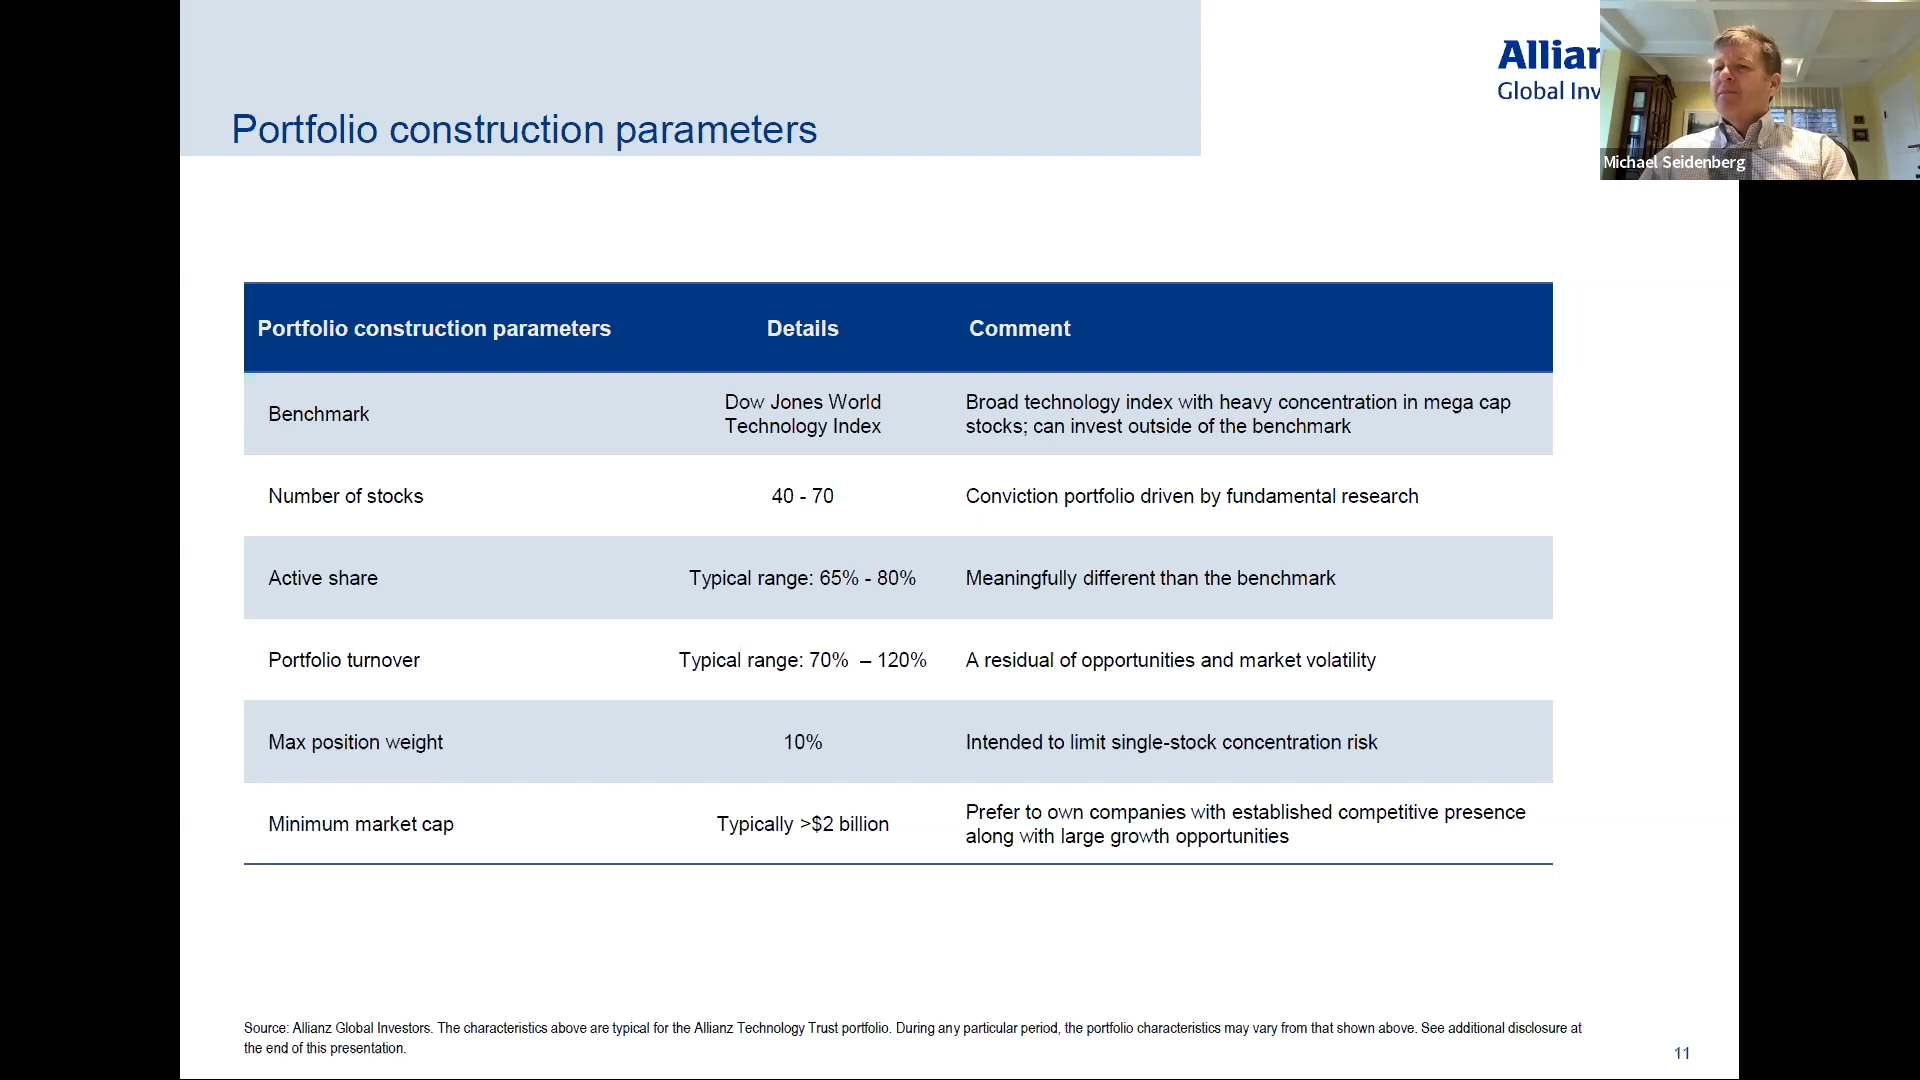 Allian
Global Inv
Michael Seidenberg
Portfolio construction parameters
Portfolio construction parameters Details Comment
Benchmark
Dow Jones World
Technology Index
Broad technology index with heavy concentration in mega cap
stocks; can invest outside of the benchmark
Number of stocks 40 - 70 Conviction portfolio driven by fundamental research
Active share Typical range: 65% - 80% Meaningfully different than the benchmark
Portfolio turnover Typical range: 70% – 120% A residual of opportunities and market volatility
Max position weight 10% Intended to limit single-stock concentration risk
Minimum market cap Typically >$2 billion
Prefer to own companies with established competitive presence
along with large growth opportunities
Source: Allianz Global Investors. The characteristics above are typical for the Allianz Technology Trust portfolio. During any particular period, the portfolio characteristics may vary from that shown above. See additional disclosure at
the end of this presentation.
11